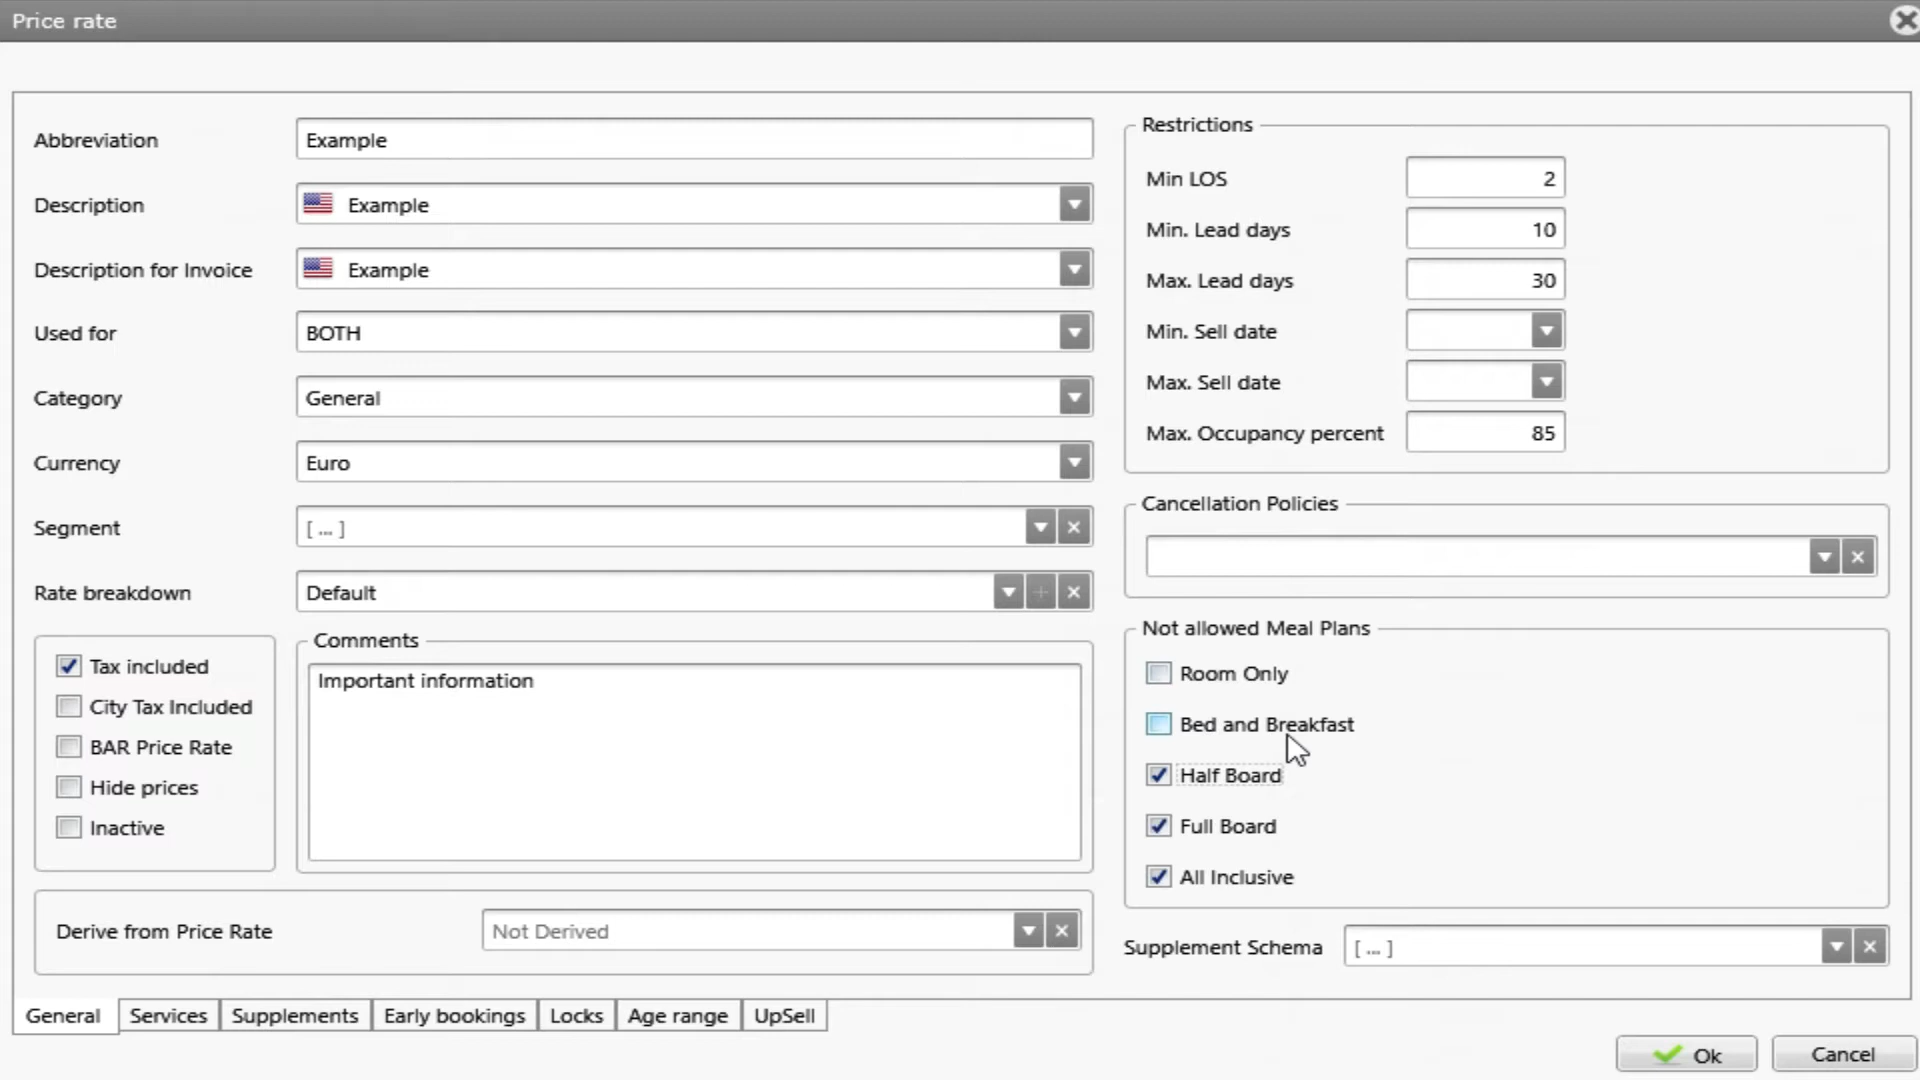 Price rate
Abbreviation
Example
Description
Example
Description for Invoice
Example
Used for
BOTH
Category
General
Currency
Euro
Segment
[ ... ]
Rate breakdown
Default
Tax included
City Tax Included
BAR Price Rate
Hide prices
Inactive
Comments
Important information
Derive from Price Rate
Not Derived
Restrictions
Min LOS
2
Min. Lead days
10
Max. Lead days
30
Min. Sell date
Max. Sell date
Max. Occupancy percent
85
Cancellation Policies
Not allowed Meal Plans
Room Only
Bed and Breakfast
Half Board
Full Board
All Inclusive
Supplement Schema
[ ... ]
General
Services
Supplements
Early bookings
Locks
Age range
UpSell
Ok
Cancel